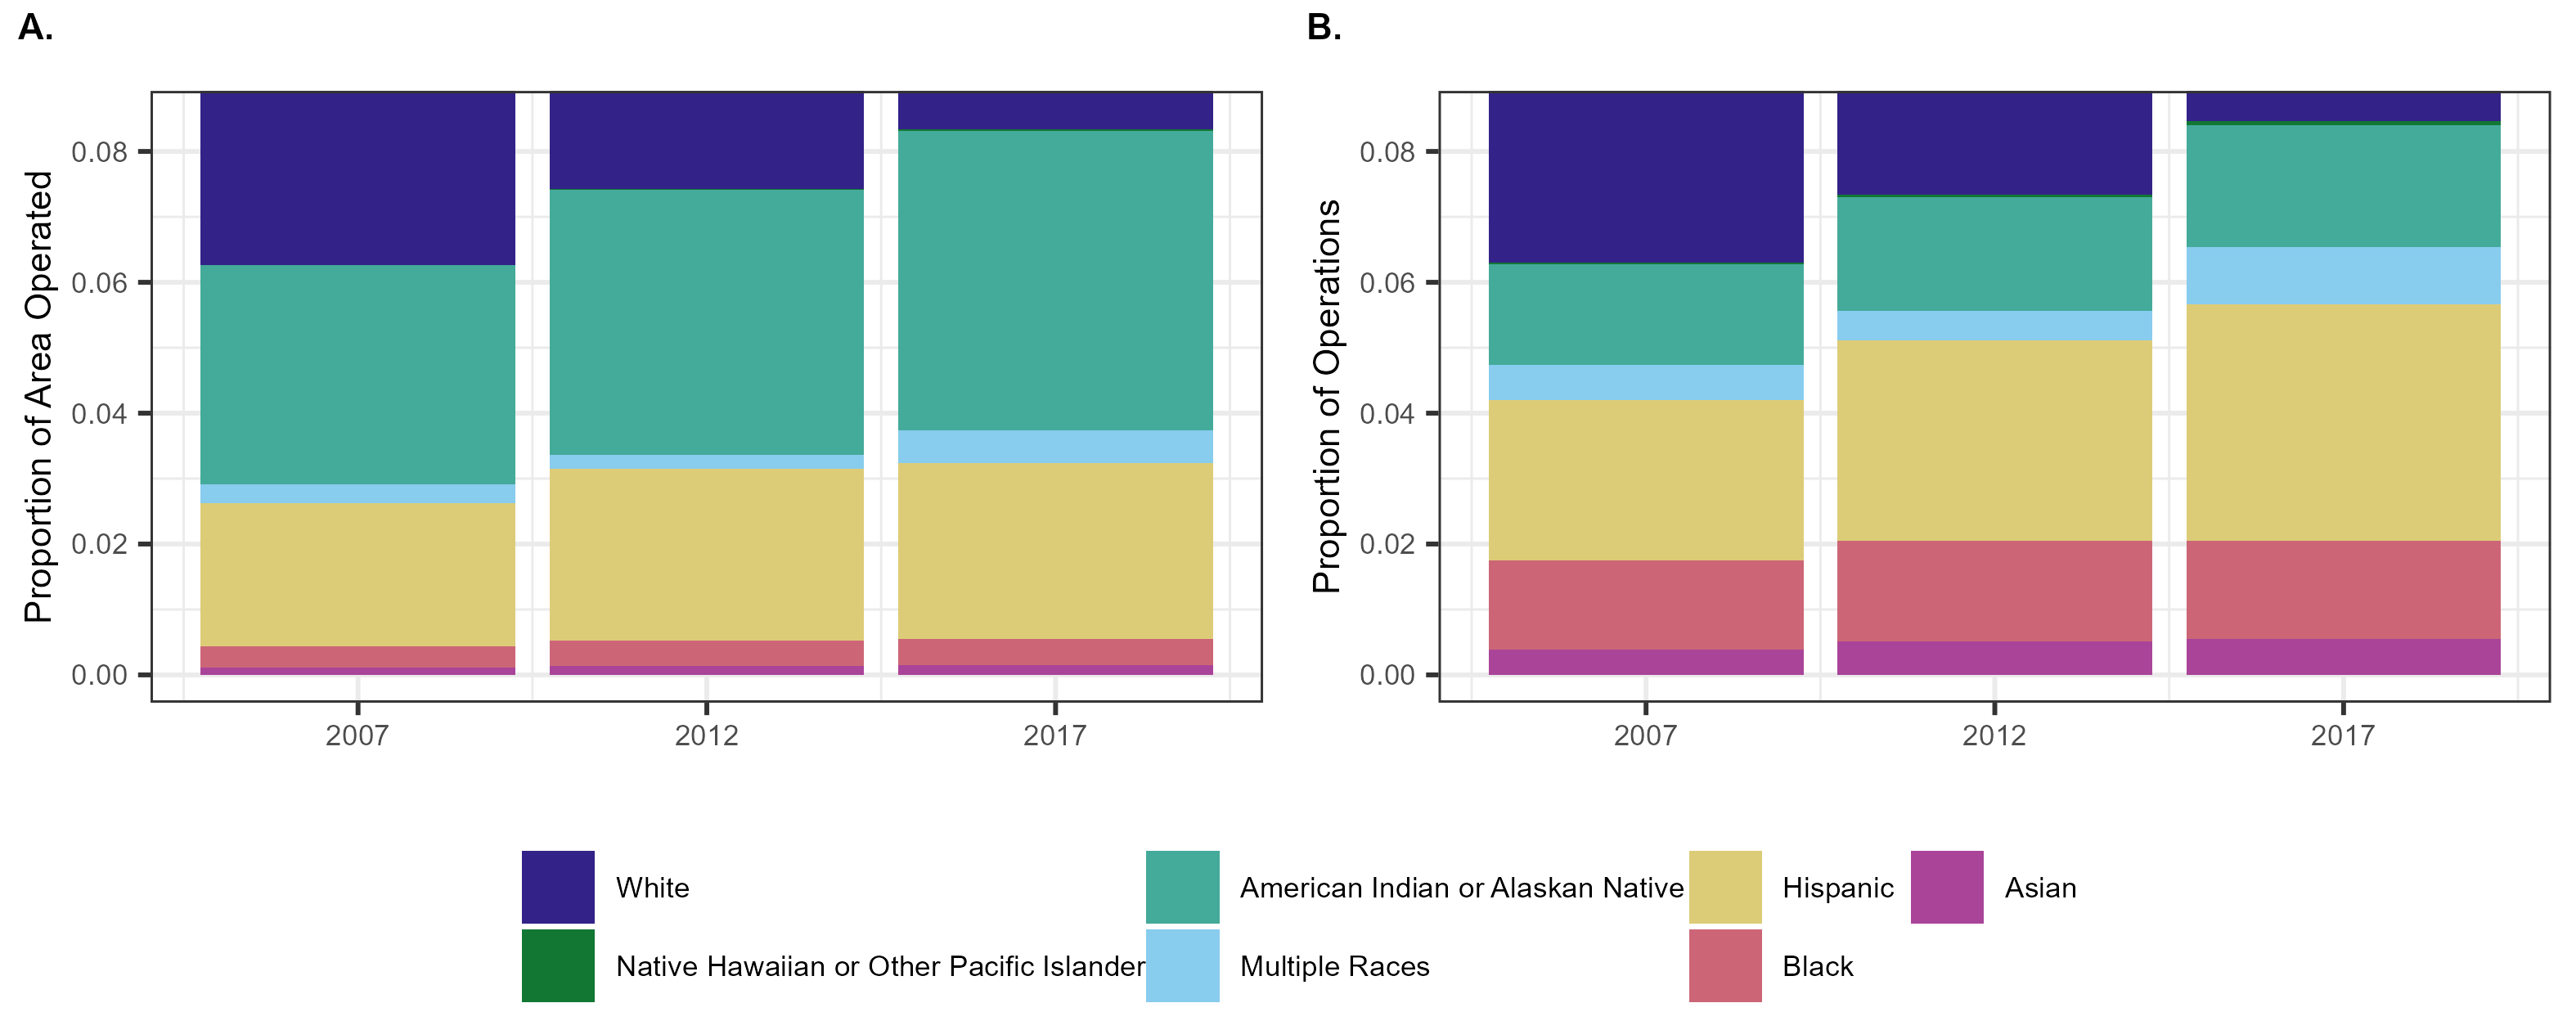 A.
Proportion of Area Operated
0.08
0.06
0.04
0.02
0.00
2007 2012 2017
B.
Proportion of Operations
0.08
0.06
0.04
0.02
0.00
2007 2012 2017
White American Indian or Alaskan Native Hispanic Asian
Native Hawaiian or Other Pacific Islander Multiple Races Black